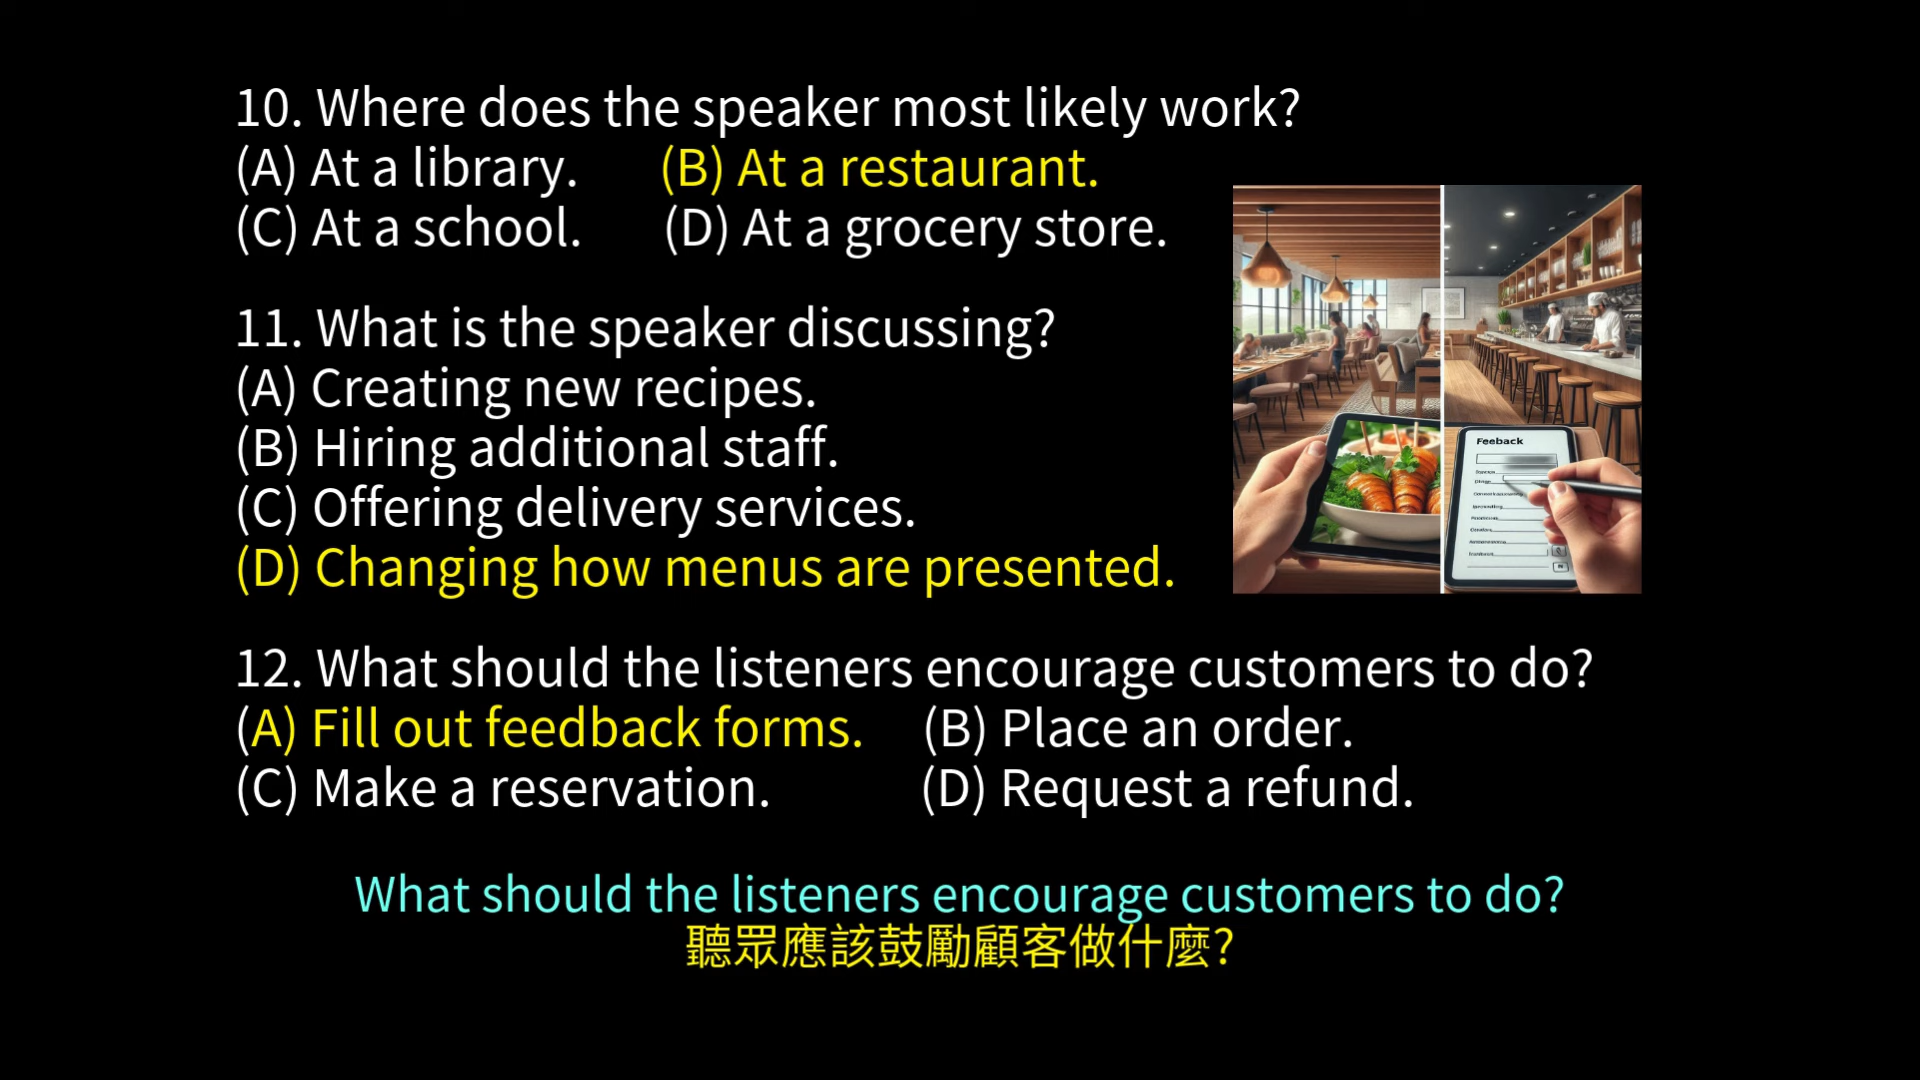 10. Where does the speaker most likely work?
(A) At a library. (B) At a restaurant.
(C) At a school. (D) At a grocery store.
11. What is the speaker discussing?
(A) Creating new recipes.
(B) Hiring additional staff.
(C) Offering delivery services.
(D) Changing how menus are presented.
Feeback
12. What should the listeners encourage customers to do?
(A) Fill out feedback forms. (B) Place an order.
(C) Make a reservation. (D) Request a refund.
What should the listeners encourage customers to do?
聽眾應該鼓勵顧客做什麼?